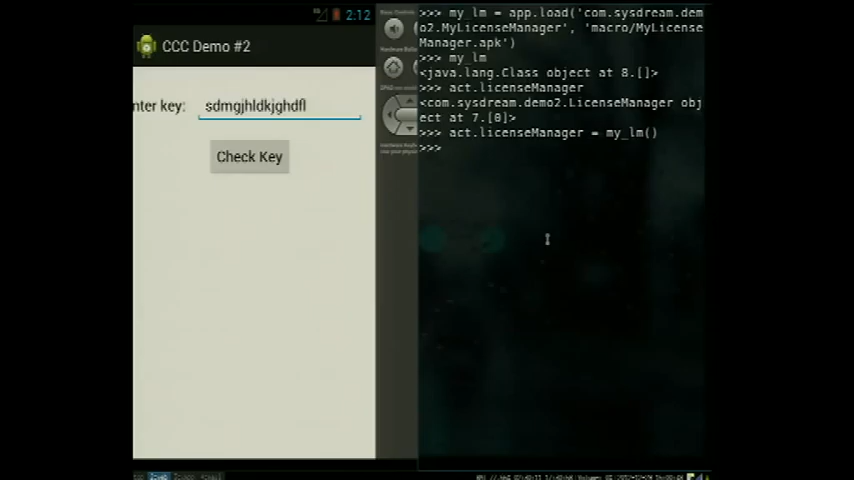 2:12
CCC Demo #2
nter key: sdmgjhldkjghdfl
Check Key
>>> my_lm = app.load('com.sysdream.dem
o2.MyLicenseManager', 'macro/MyLicense
Manager.apk')
>>> my_lm
<java.lang.Class object at 8.[]>
>>> act.licenseManager
<com.sysdream.demo2.LicenseManager obj
ect at 7.[0]>
>>> act.licenseManager = my_lm()
>>>